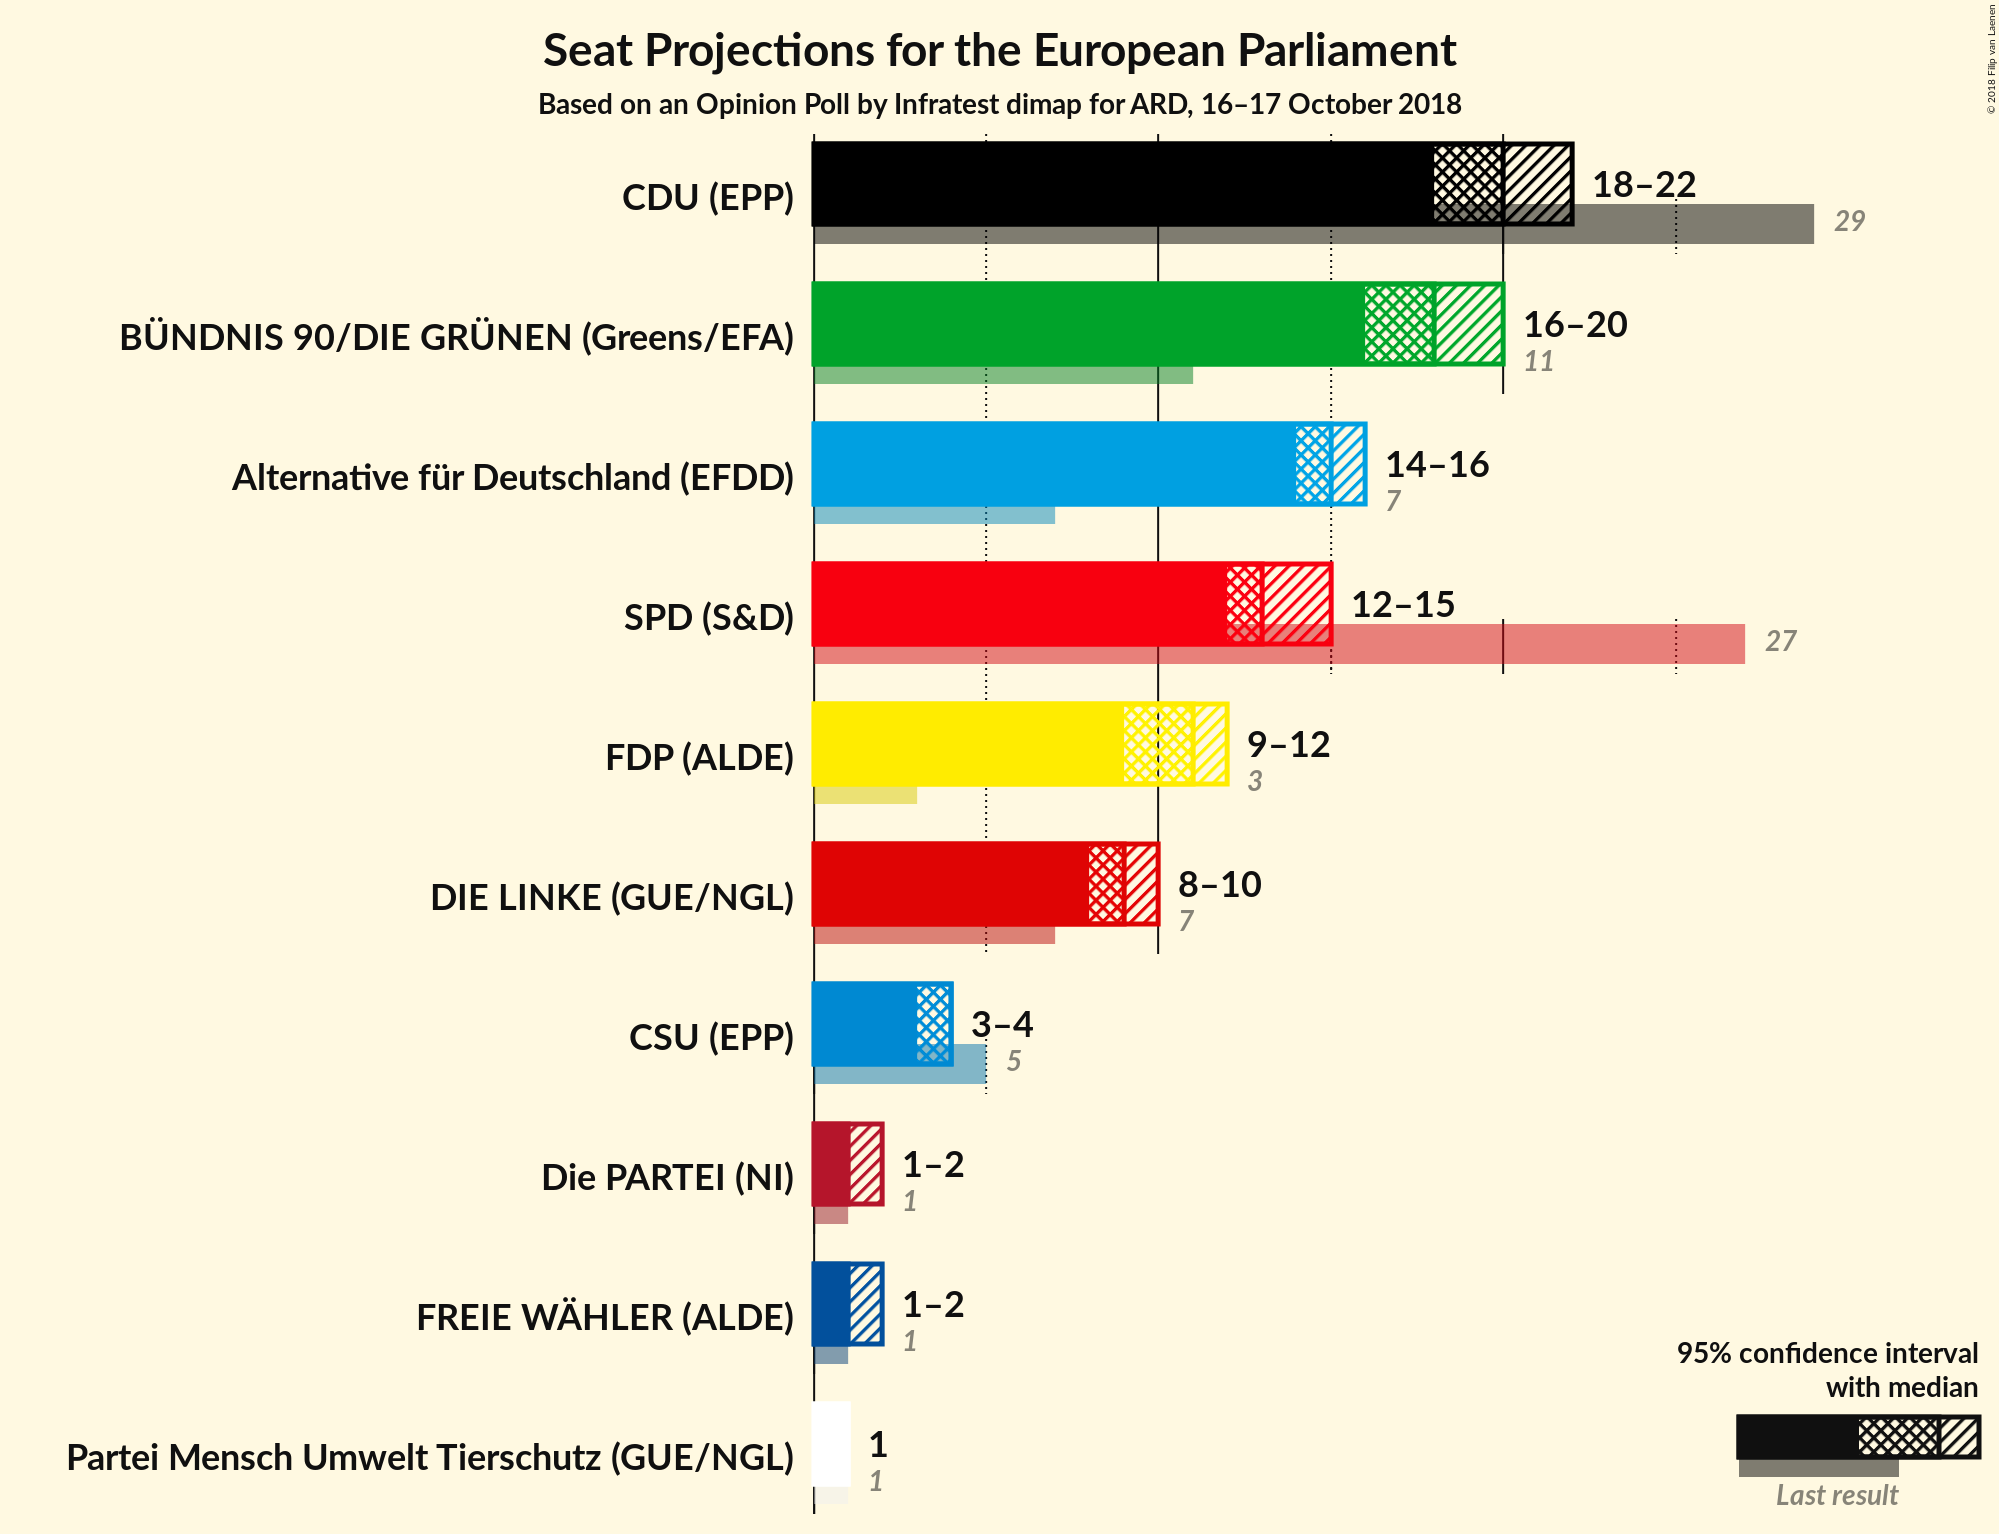 Seat Projections for the European Parliament
Based on an Opinion Poll by Infratest dimap for ARD, 16–17 October 2018
© 2018 Filip van Laenen
CDU (EPP)
18–22
29
BÜNDNIS 90/DIE GRÜNEN (Greens/EFA)
16–20
11
Alternative für Deutschland (EFDD)
14–16
7
SPD (S&D)
12–15
27
FDP (ALDE)
9–12
3
DIE LINKE (GUE/NGL)
8–10
7
CSU (EPP)
3–4
5
Die PARTEI (NI)
1–2
1
FREIE WÄHLER (ALDE)
1–2
1
Partei Mensch Umwelt Tierschutz (GUE/NGL)
1
1
95% confidence interval
with median
Last result